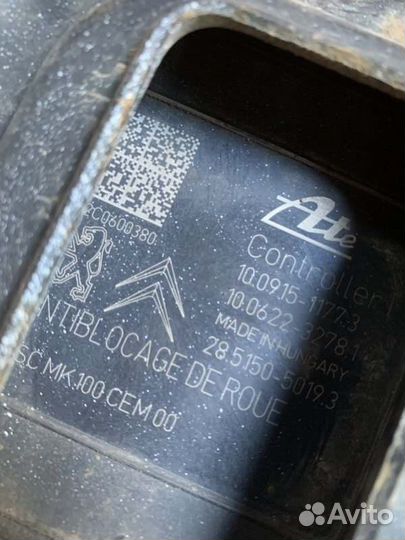 Ate
Controller
10.0915-1177.3
10.0622-3278.1
MADE IN HUNGARY
28.5150-5019.3
C0600380
NTIBLOCAGE DE ROUE
SC MK 100 CEM 00
Avito